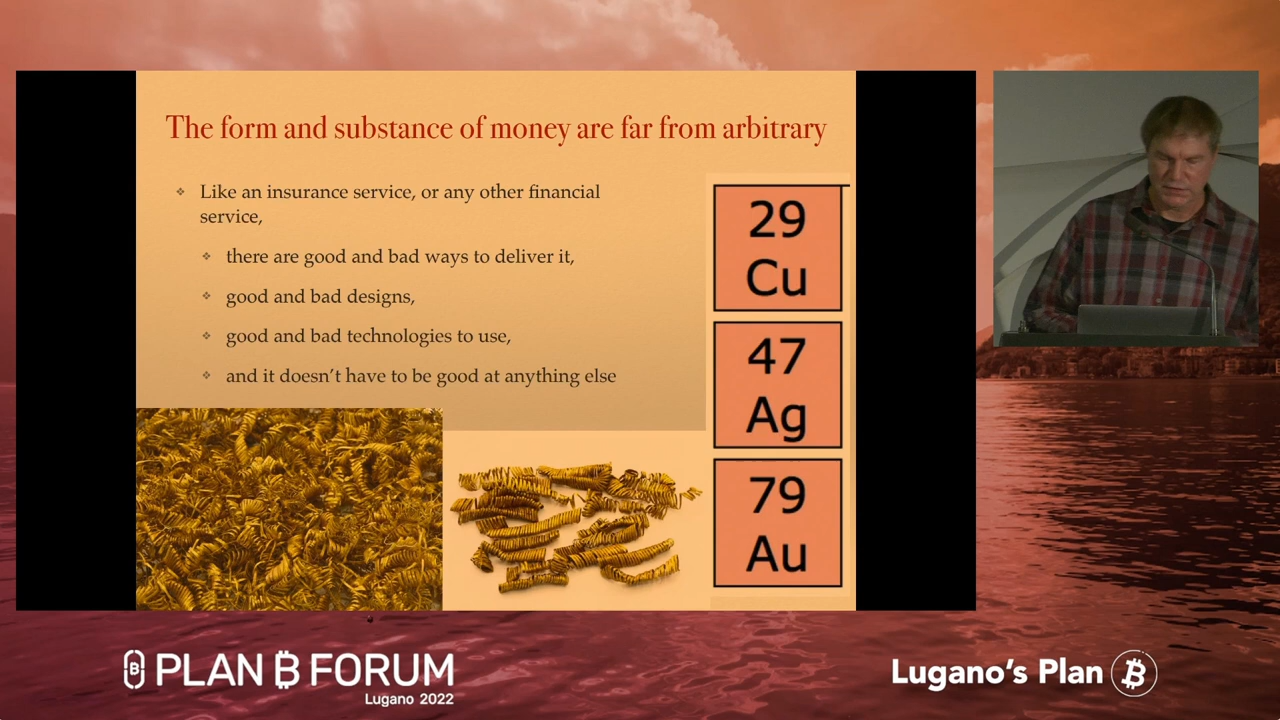 The form and substance of money are far from arbitrary
Like an insurance service, or any other financial
service,
there are good and bad ways to deliver it,
good and bad designs,
good and bad technologies to use,
and it doesn't have to be good at anything else
29
Cu
47
Ag
79
Au
PLAN ₿ FORUM
Lugano 2022
Lugano's Plan ₿